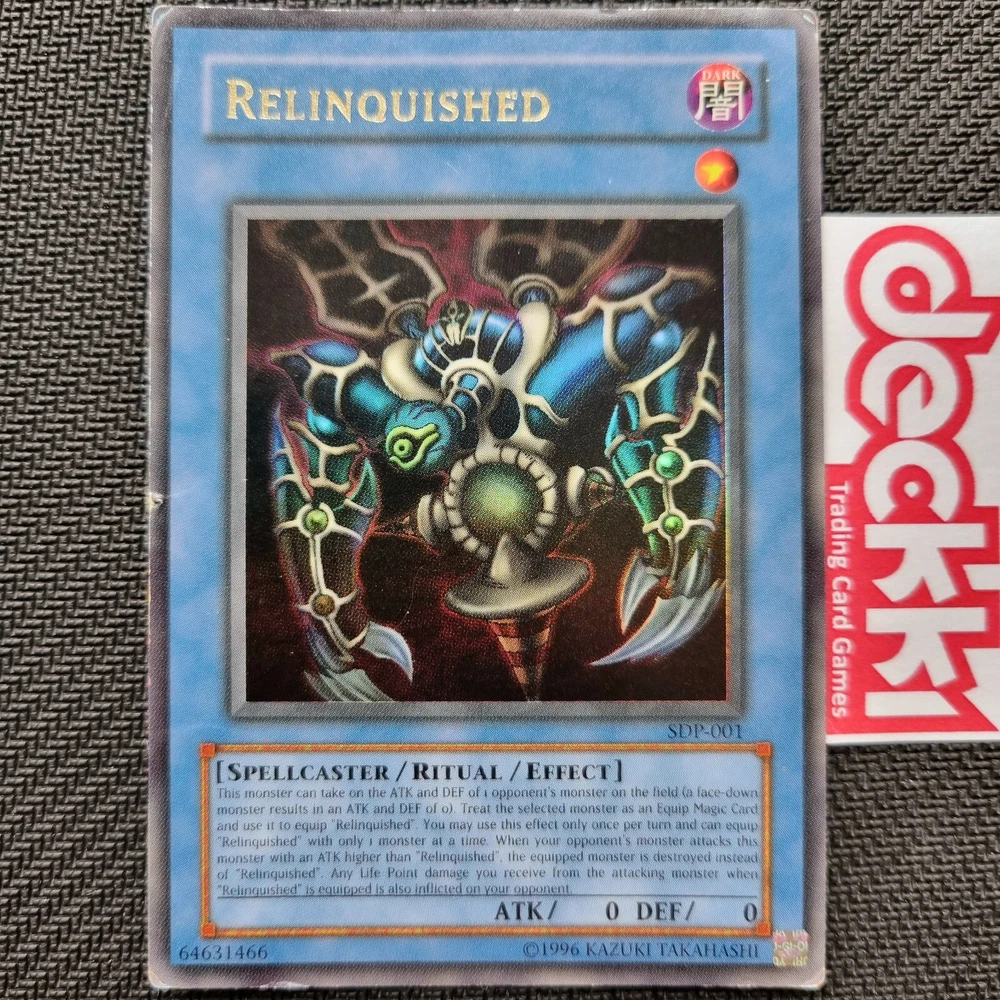 RELINQUISHED
DARK
闇
SDP-001
[SPELLCASTER / RITUAL / EFFECT]
This monster can take on the ATK and DEF of 1 opponent's monster on the field (a face-down
monster results in an ATK and DEF of 0). Treat the selected monster as an Equip Magic Card
and use it to equip "Relinquished". You may use this effect only once per turn and can equip
"Relinquished" with only 1 monster at a time. When your opponent's monster attacks this
monster with an ATK higher than "Relinquished", the equipped monster is destroyed instead
of "Relinquished". Any Life Point damage you receive from the attacking monster when
"Relinquished" is equipped is also inflicted on your opponent.
ATK/ 0 DEF/ 0
64631466
©1996 KAZUKI TAKAHASHI
deckk1
Trading Card Games